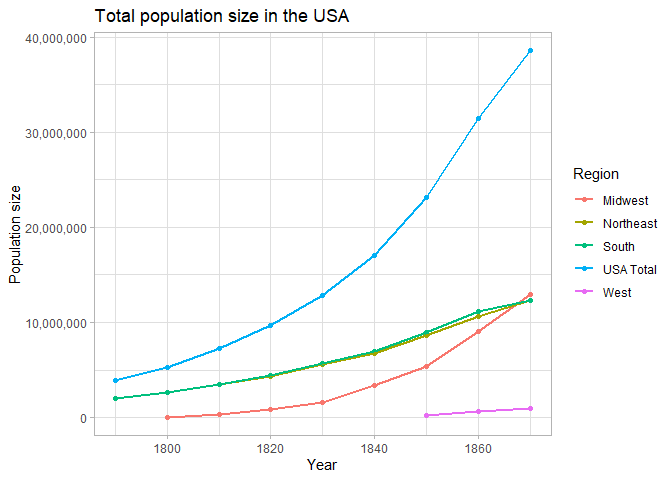 Total population size in the USA
40,000,000
30,000,000
20,000,000
10,000,000
0
Population size
1800 1820 1840 1860
Year
Region
Midwest
Northeast
South
USA Total
West